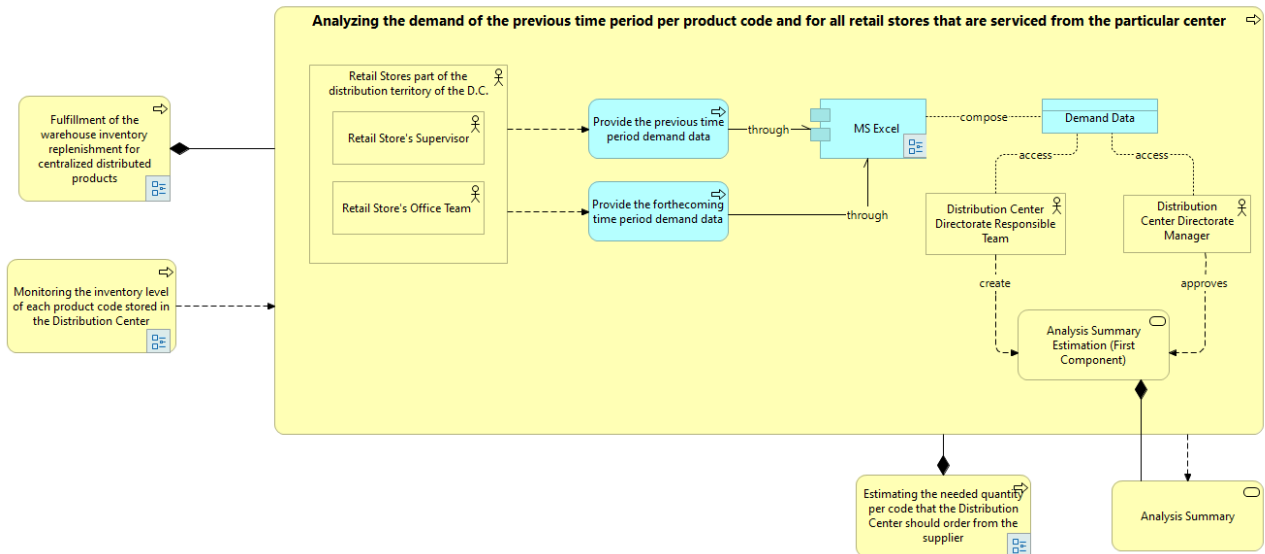 Analyzing the demand of the previous time period per product code and for all retail stores that are serviced from the particular center
Fulfillment of the
warehouse inventory
replenishment for
centralized distributed
products
Monitoring the inventory level
of each product code stored in
the Distribution Center
Retail Stores part of the
distribution territory of the D.C.
Retail Store's Supervisor
Retail Store's Office Team
Provide the previous time
period demand data
Provide the forthecoming
time period demand data
through
through
MS Excel
compose
Demand Data
access
access
Distribution Center
Directorate Responsible
Team
Distribution
Center Directorate
Manager
create
approves
Analysis Summary
Estimation (First
Component)
Estimating the needed quantity
per code that the Distribution
Center should order from the
supplier
Analysis Summary